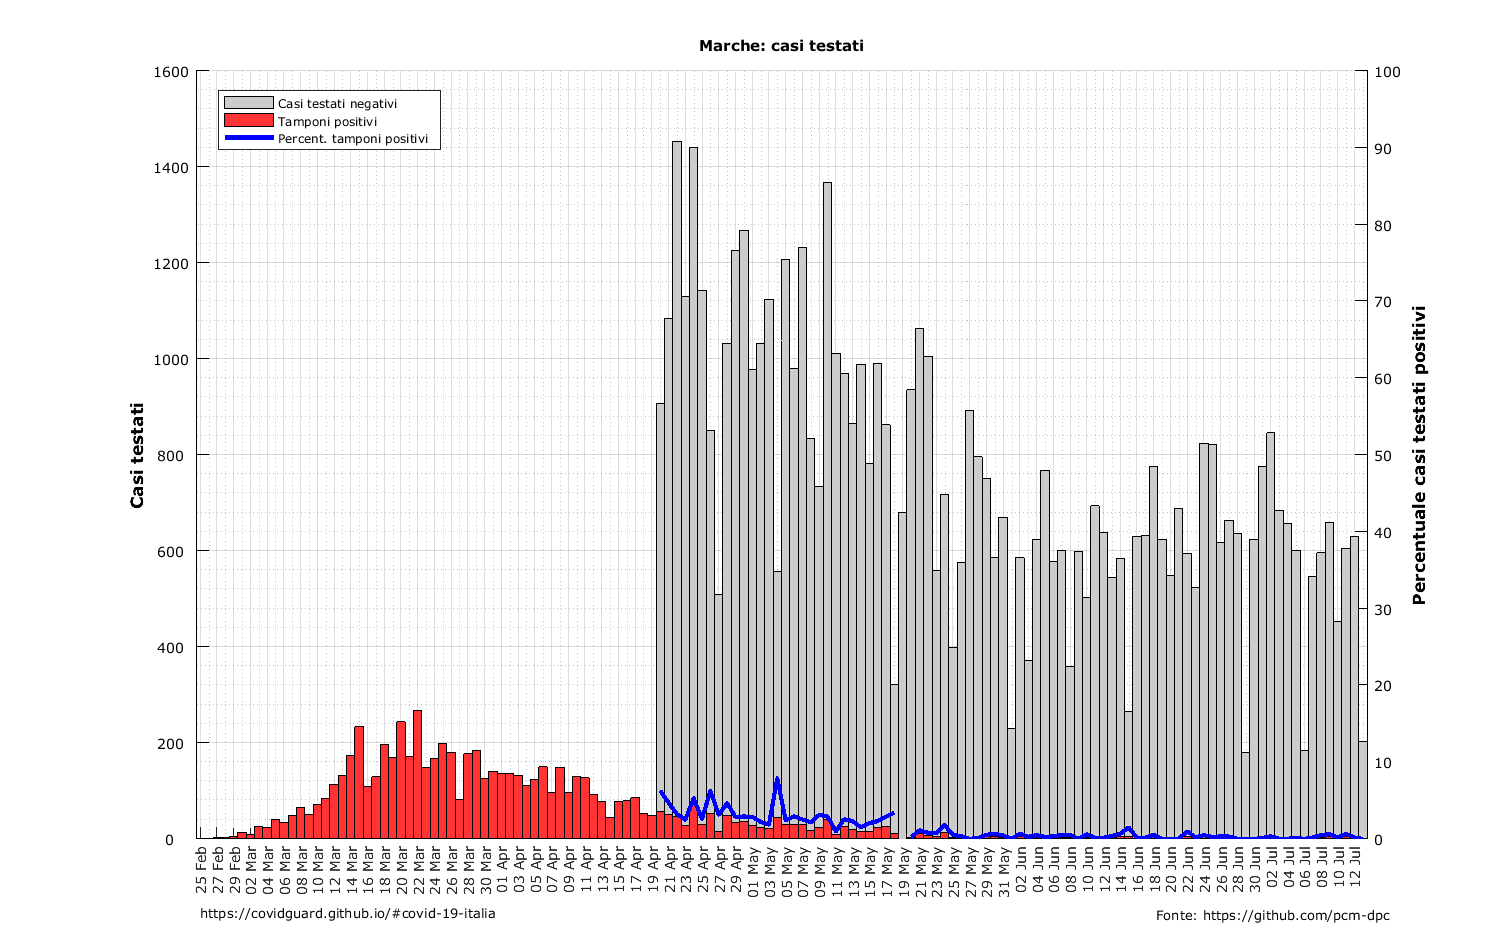 Marche: casi testati
1600
1400
1200
1000
800
600
400
200
0
Casi testati
Casi testati negativi
Tamponi positivi
Percent. tamponi positivi
100
90
80
70
60
50
40
30
20
10
0
Percentuale casi testati positivi
25 Feb
27 Feb
29 Feb
02 Mar
04 Mar
06 Mar
08 Mar
10 Mar
12 Mar
14 Mar
16 Mar
18 Mar
20 Mar
22 Mar
24 Mar
26 Mar
28 Mar
30 Mar
01 Apr
03 Apr
05 Apr
07 Apr
09 Apr
11 Apr
13 Apr
15 Apr
17 Apr
19 Apr
21 Apr
23 Apr
25 Apr
27 Apr
29 Apr
01 May
03 May
05 May
07 May
09 May
11 May
13 May
15 May
17 May
19 May
21 May
23 May
25 May
27 May
29 May
31 May
02 Jun
04 Jun
06 Jun
08 Jun
10 Jun
12 Jun
14 Jun
16 Jun
18 Jun
20 Jun
22 Jun
24 Jun
26 Jun
28 Jun
30 Jun
02 Jul
04 Jul
06 Jul
08 Jul
10 Jul
12 Jul
https://covidguard.github.io/#covid-19-italia
Fonte: https://github.com/pcm-dpc